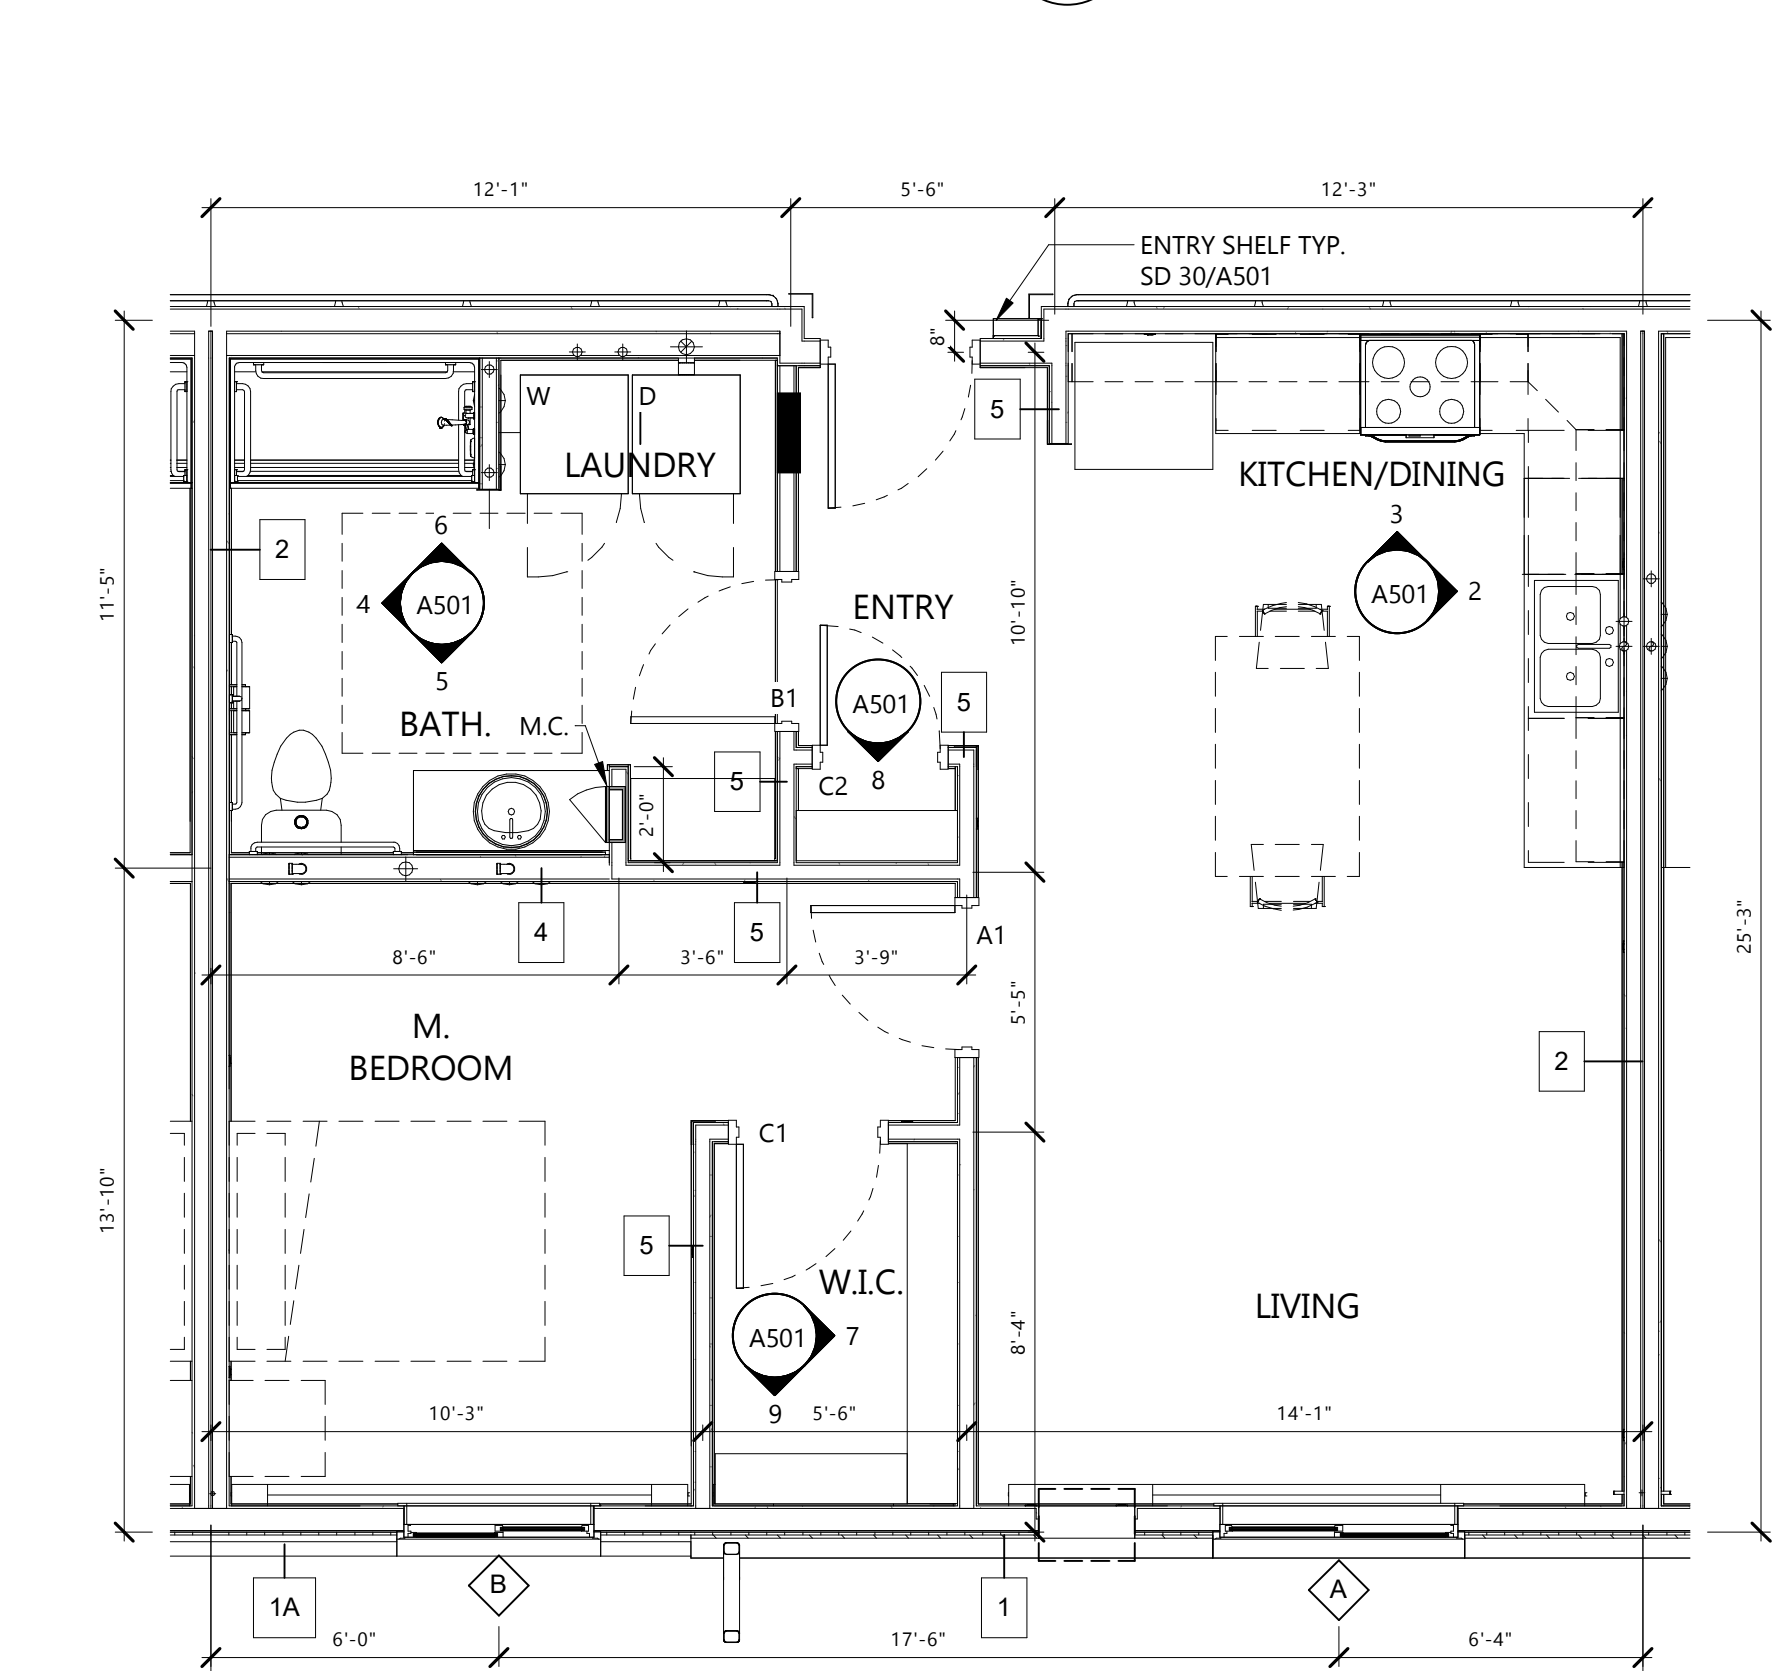 12'-1"
5'-6"
12'-3"
ENTRY SHELF TYP.
SD 30/A501
8"
W
D
5
LAUNDRY
KITCHEN/DINING
6
3
2
4
A501
A501
2
11'-5"
ENTRY
10'-10"
5
B1
A501
5
BATH.
M.C.
5
C2
8
2'-0"
4
5
A1
25'-3"
8'-6"
3'-6"
3'-9"
5'-5"
M.
BEDROOM
2
C1
13'-10"
5
W.I.C.
LIVING
A501
7
8'-4"
10'-3"
9
5'-6"
14'-1"
B
A
1A
1
6'-0"
17'-6"
6'-4"